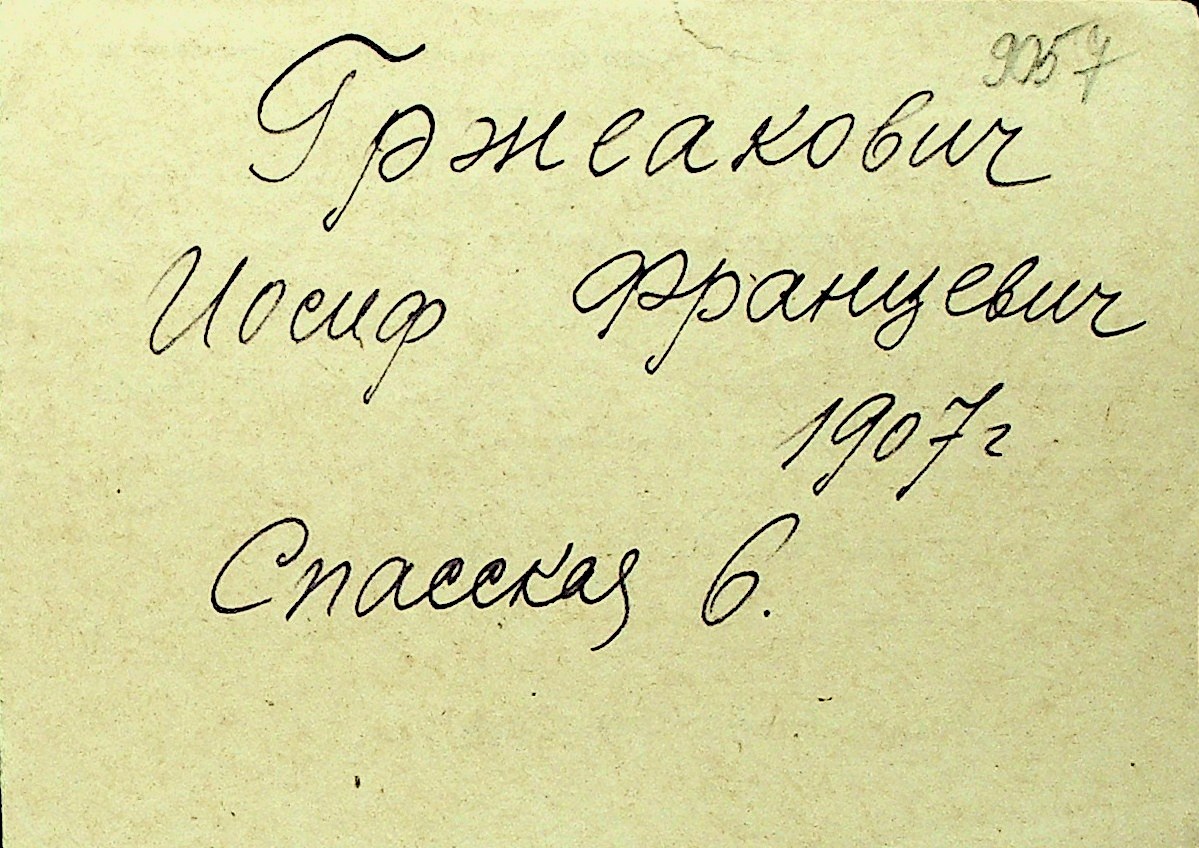 9057
Гржеакович
Иосиф Францевич
1907г
Спасская 6.